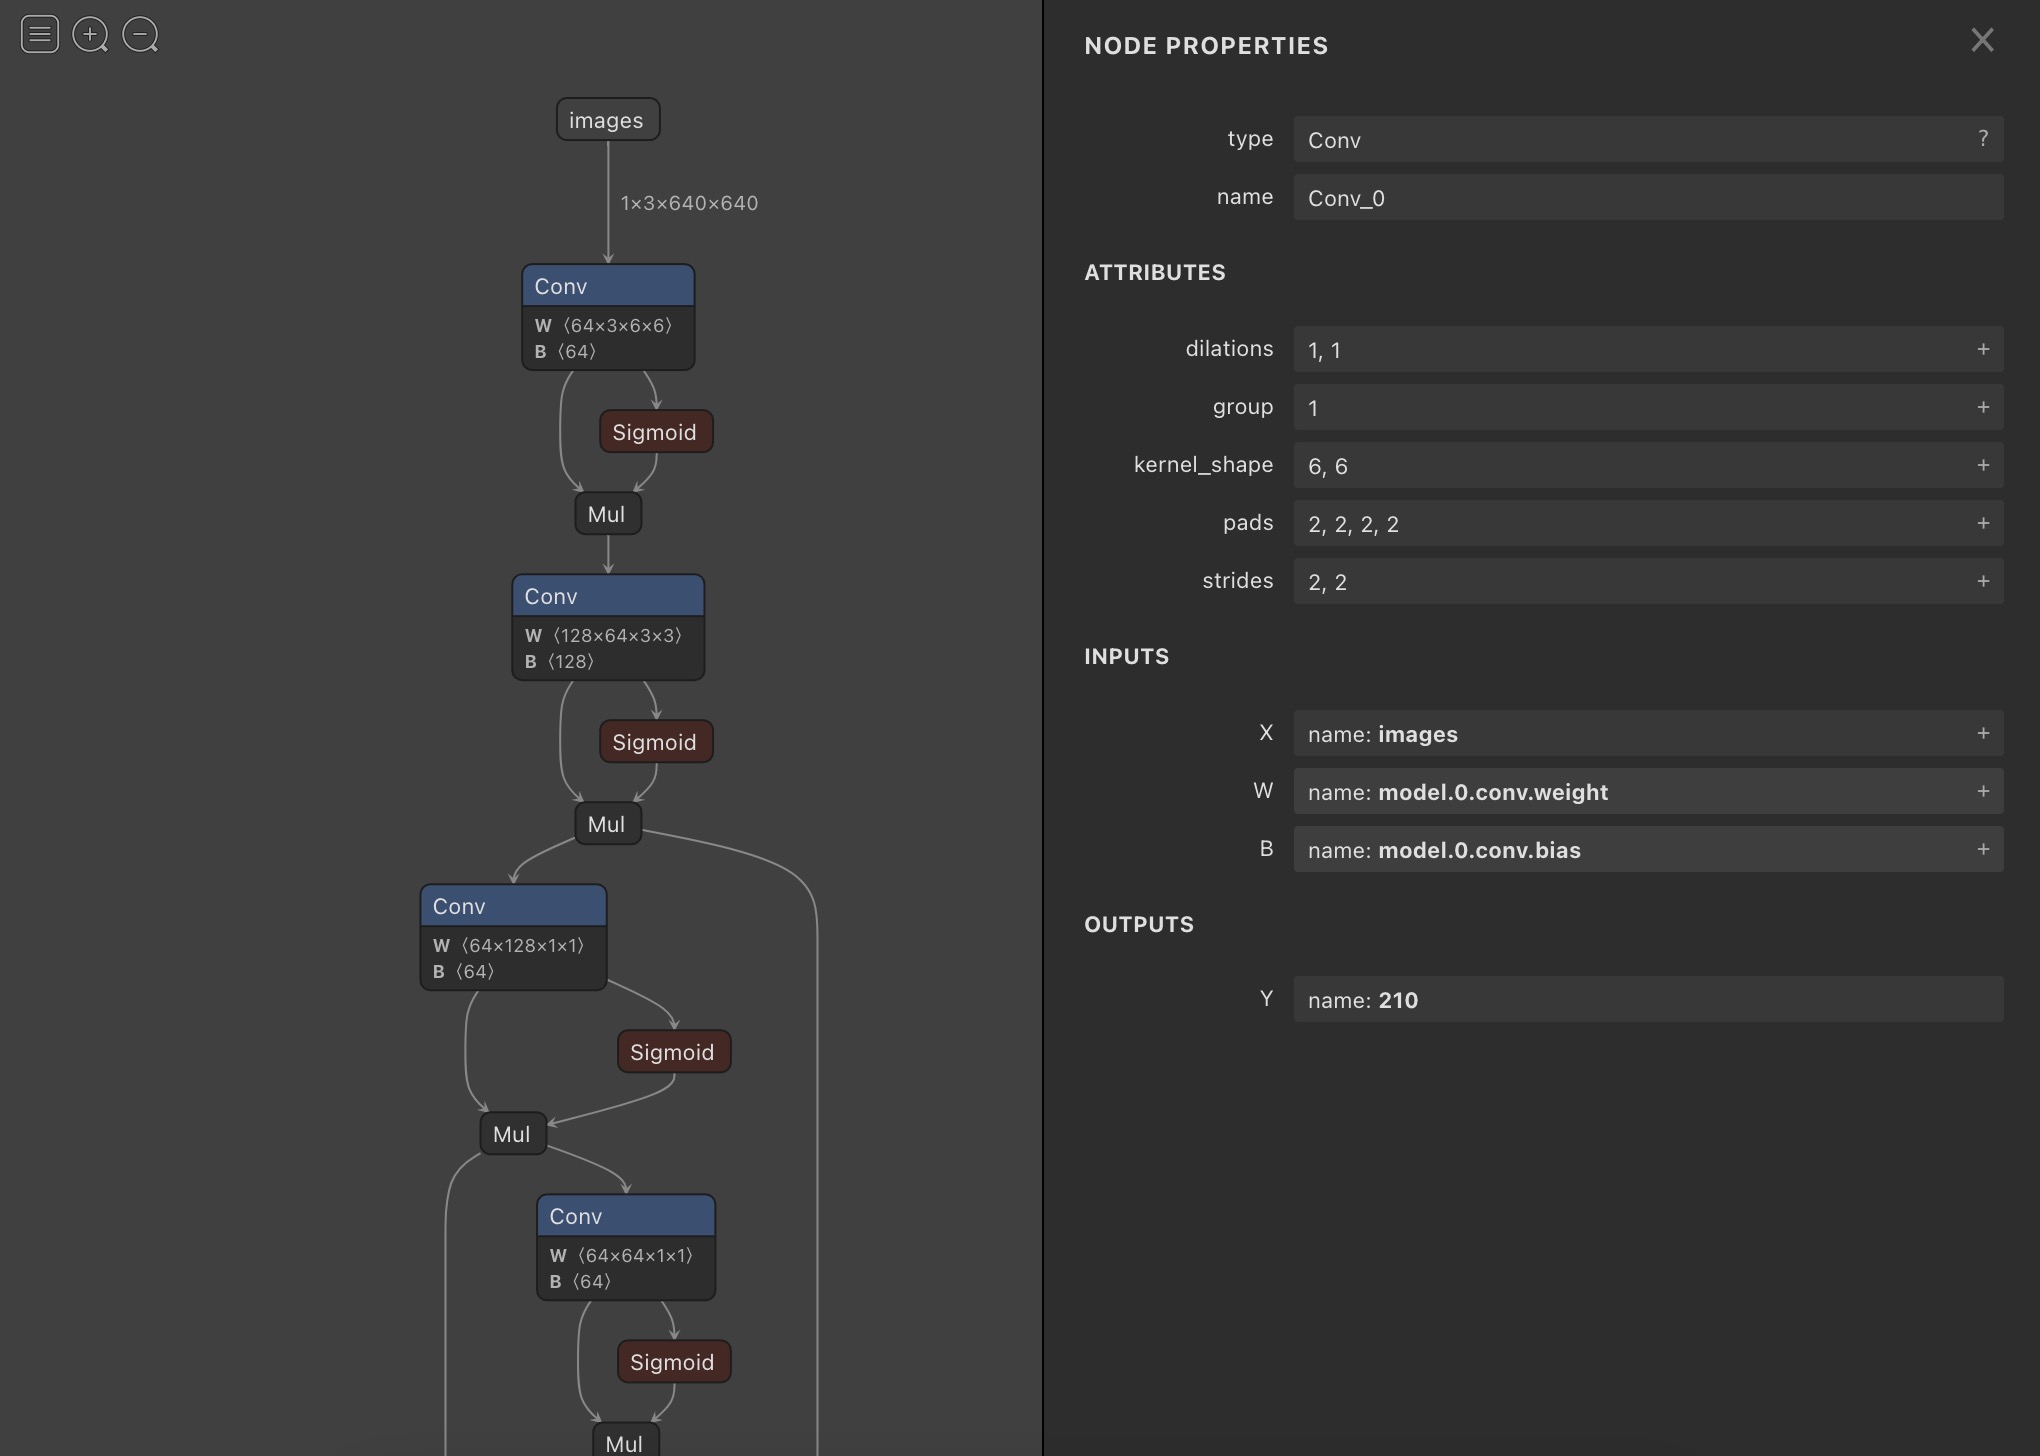 images
1×3×640×640
Conv
W ⟨64×3×6×6⟩
B ⟨64⟩
Sigmoid
Mul
Conv
W ⟨128×64×3×3⟩
B ⟨128⟩
Sigmoid
Mul
Conv
W ⟨64×128×1×1⟩
B ⟨64⟩
Sigmoid
Mul
Conv
W ⟨64×64×1×1⟩
B ⟨64⟩
Sigmoid
Mul
NODE PROPERTIES
type Conv ?
name Conv_0
ATTRIBUTES
dilations 1, 1 +
group 1 +
kernel_shape 6, 6 +
pads 2, 2, 2, 2 +
strides 2, 2 +
INPUTS
X name: images +
W name: model.0.conv.weight +
B name: model.0.conv.bias +
OUTPUTS
Y name: 210